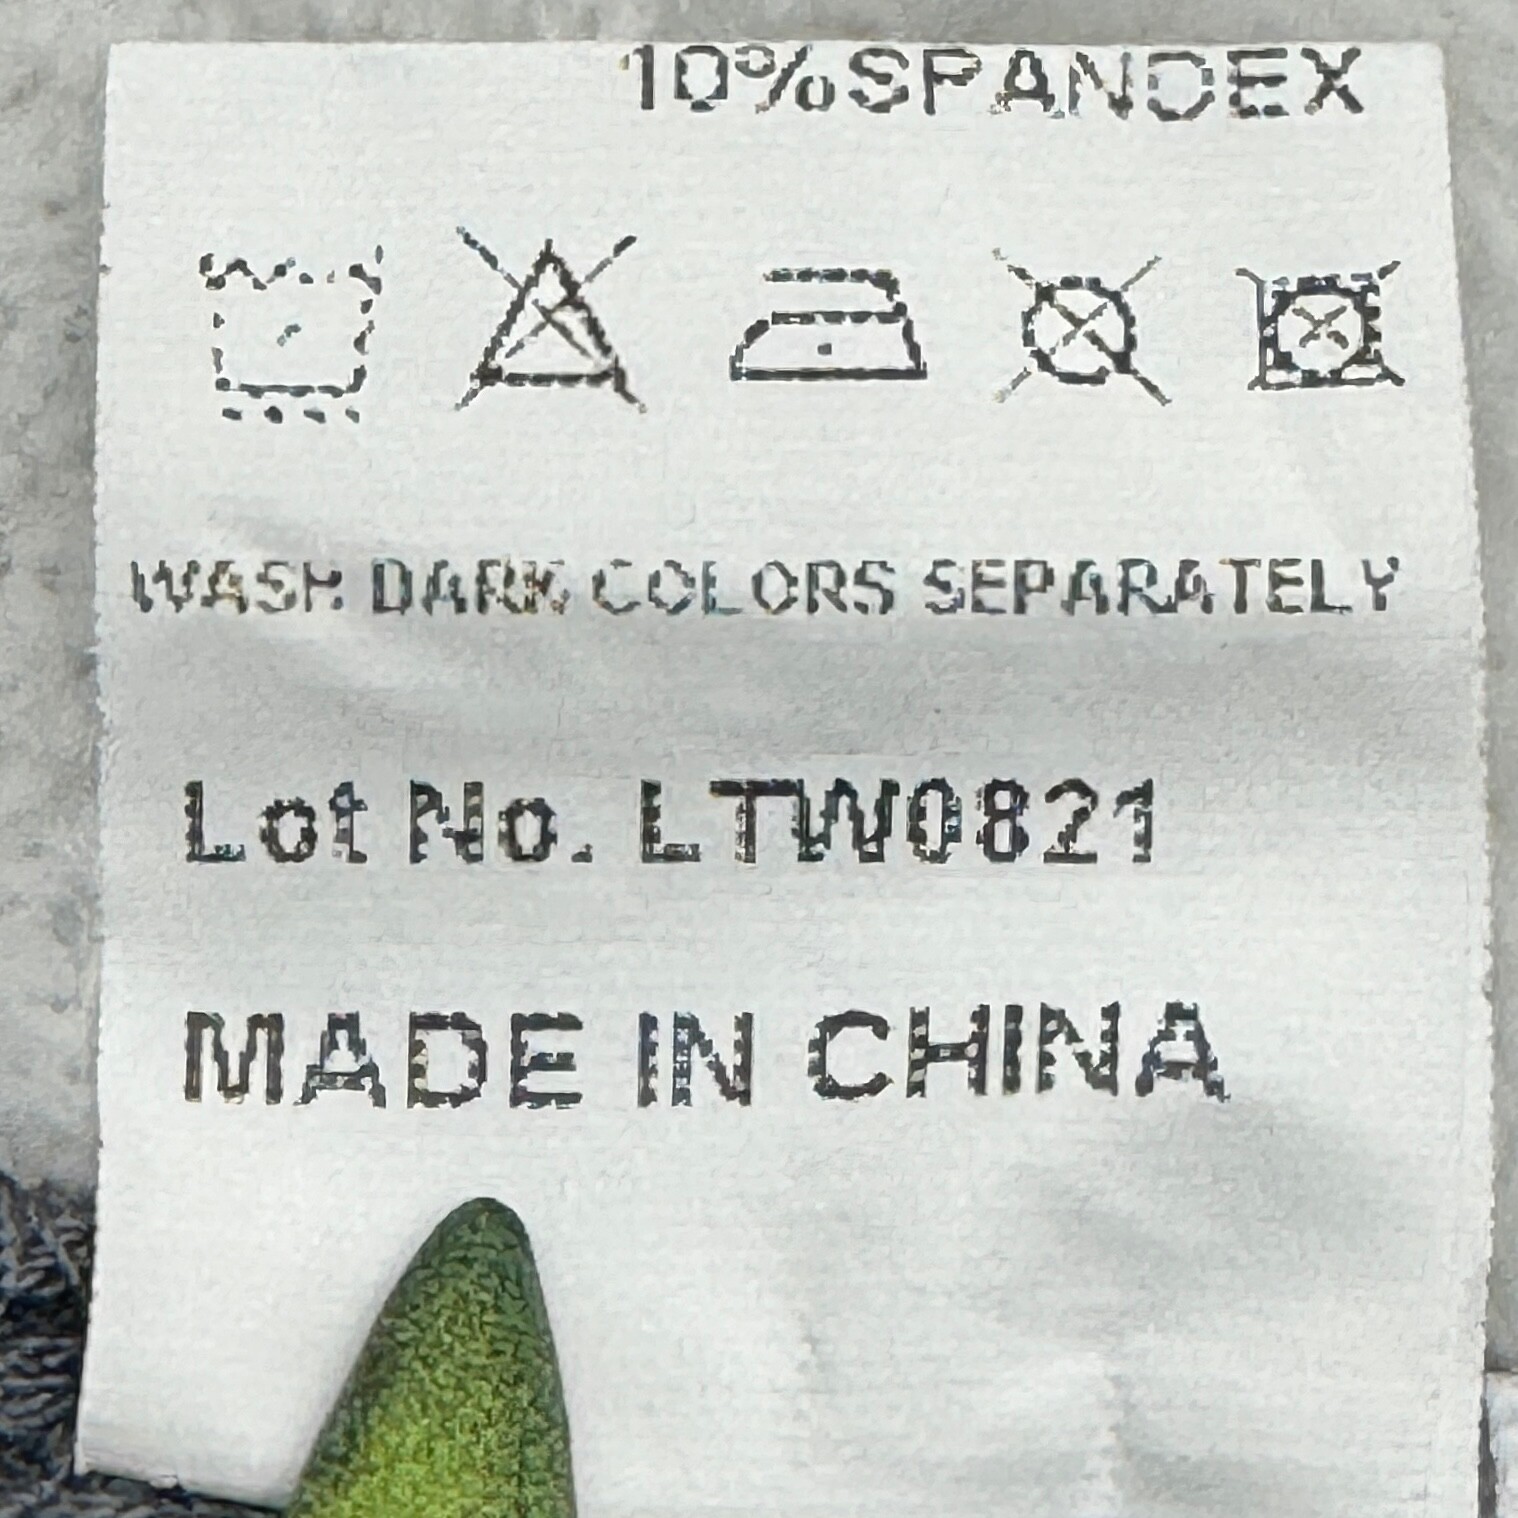 10%SPANDEX
WASH DARK COLORS SEPARATELY
Lot No. LTW0821
MADE IN CHINA